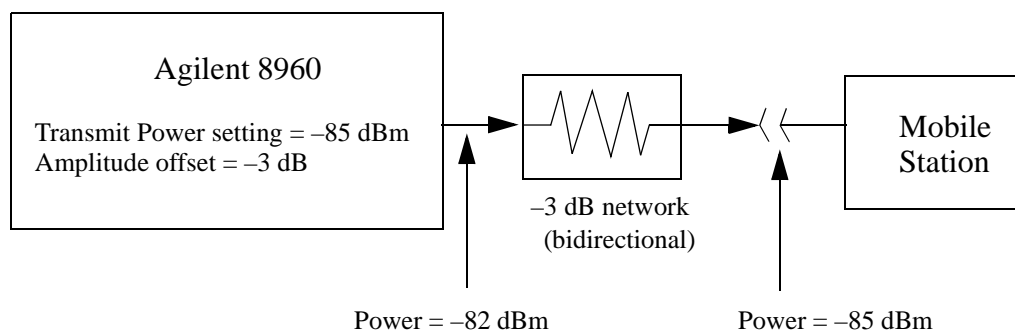 Agilent 8960
Transmit Power setting = –85 dBm
Amplitude offset = –3 dB
Mobile
Station
–3 dB network
(bidirectional)
Power = –82 dBm
Power = –85 dBm